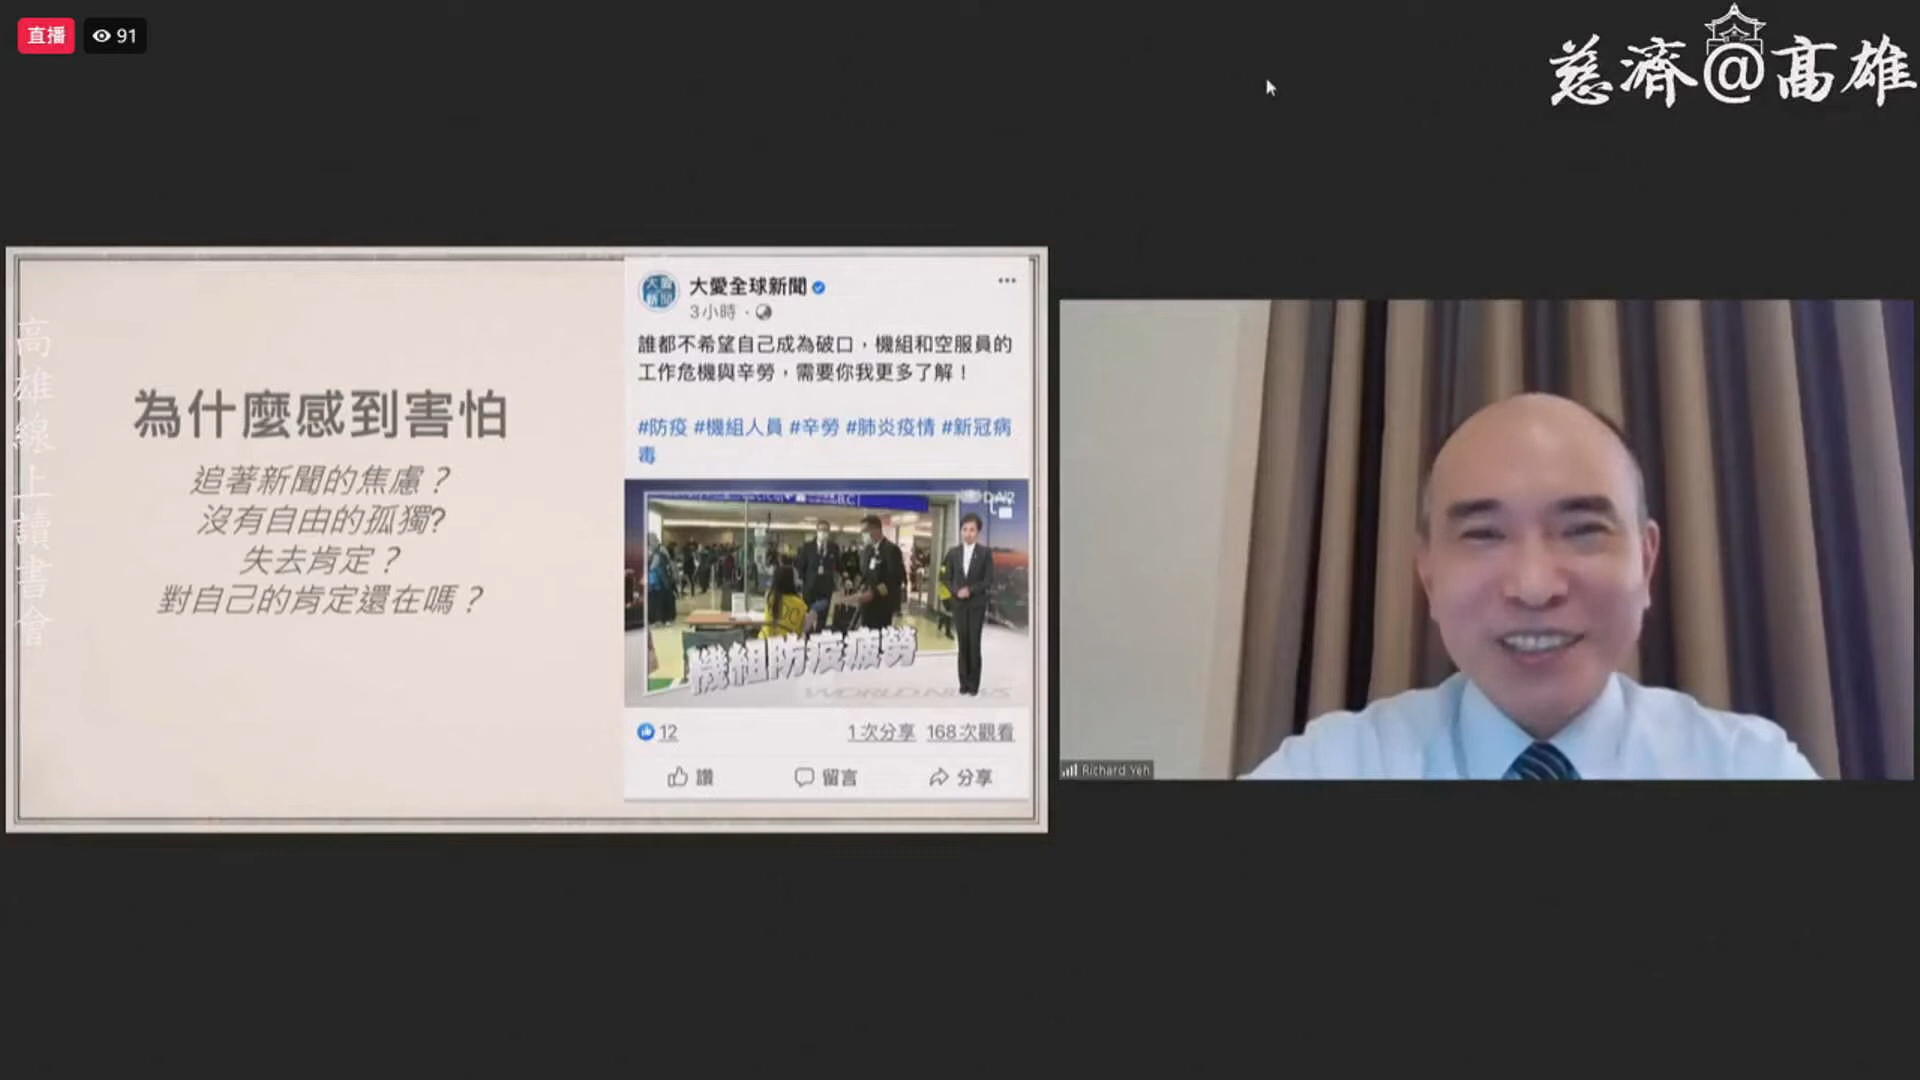 直播
91
慈濟@高雄
高雄線上讀書會
為什麼感到害怕
追著新聞的焦慮？
沒有自由的孤獨?
失去肯定？
對自己的肯定還在嗎？
大愛新聞
大愛全球新聞
3小時
誰都不希望自己成為破口，機組和空服員的
工作危機與辛勞，需要你我更多了解！
#防疫 #機組人員 #辛勞 #肺炎疫情 #新冠病
毒
機組防疫疲勞
WORLD NEWS
12
1次分享 168次觀看
讚 留言 分享
Richard Yeh